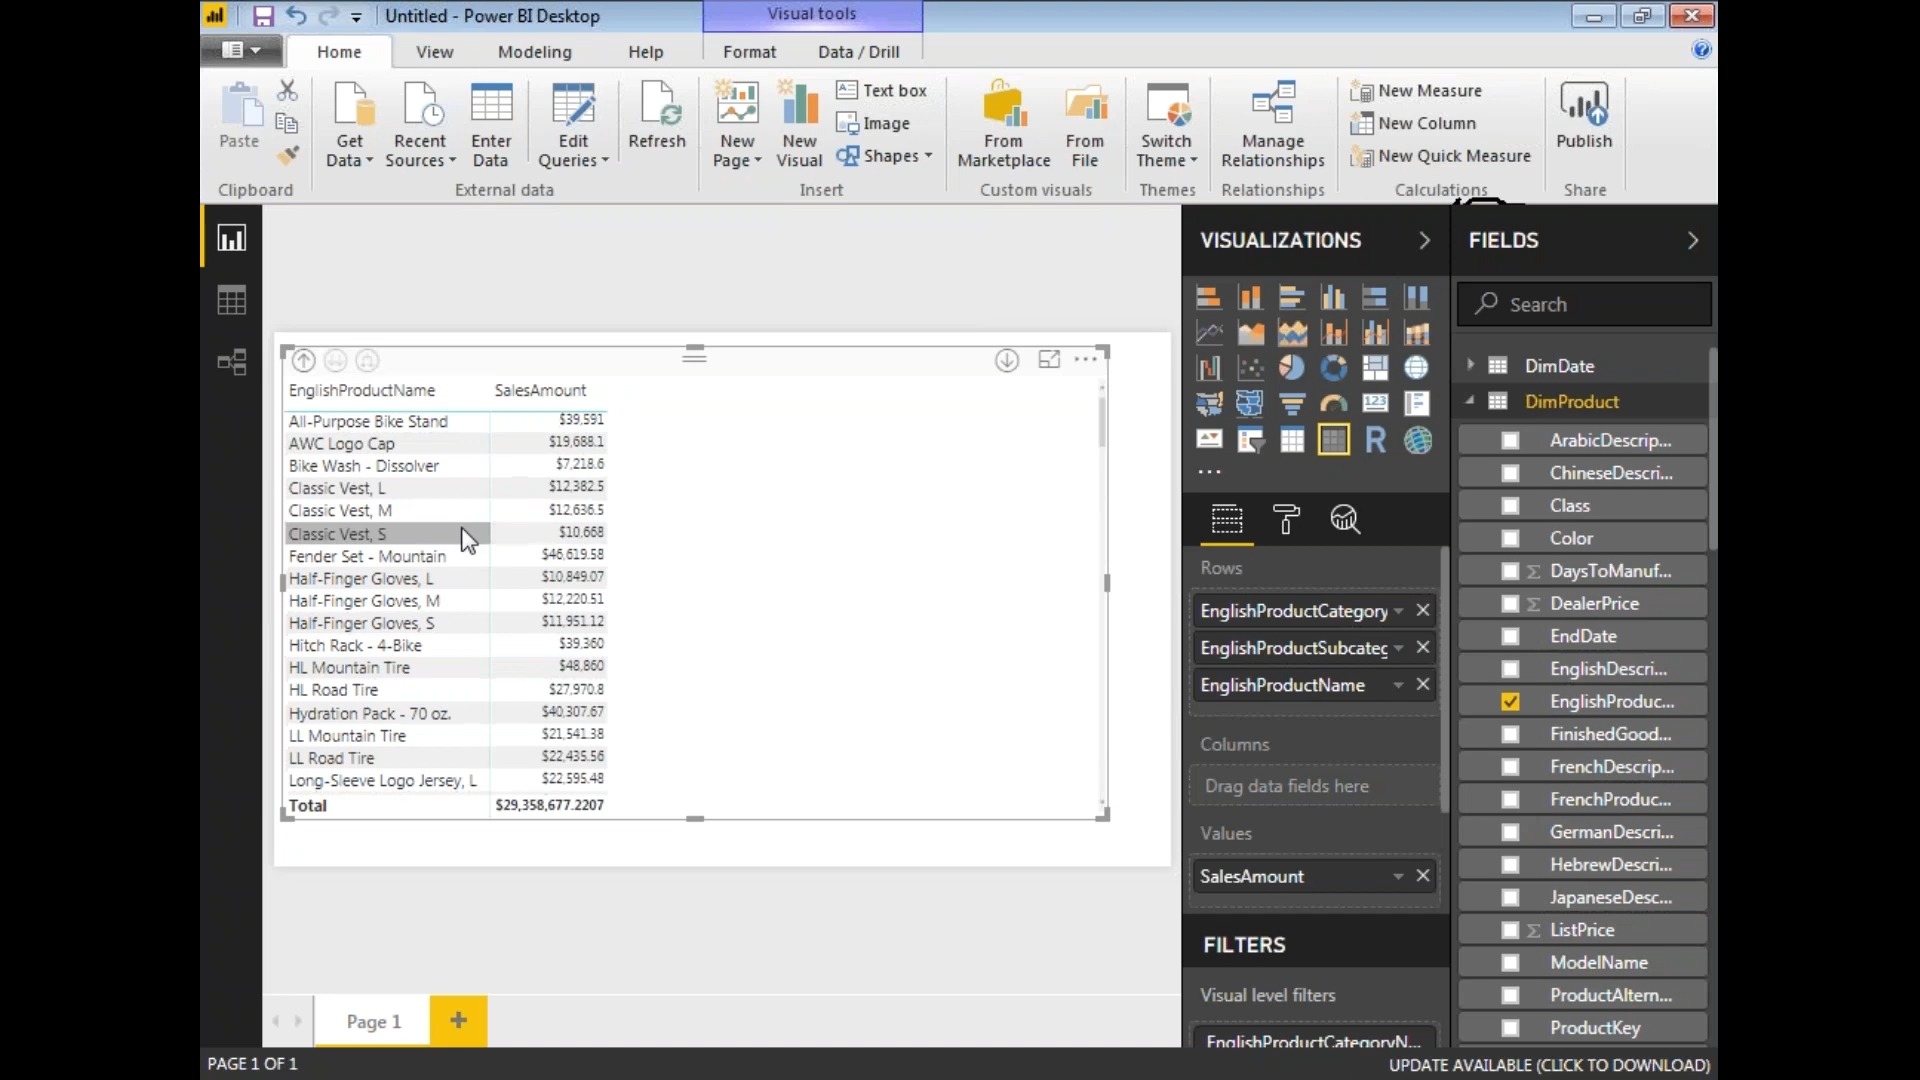 Untitled - Power BI Desktop
Visual tools
Home
View
Modeling
Help
Format
Data / Drill
Paste
Get Data
Recent Sources
Enter Data
Edit Queries
Refresh
New Page
New Visual
Text box
Image
Shapes
From Marketplace
From File
Switch Theme
Manage Relationships
New Measure
New Column
New Quick Measure
Publish
Clipboard
External data
Insert
Custom visuals
Themes
Relationships
Calculations
Share
EnglishProductName SalesAmount
All-Purpose Bike Stand $39,591
AWC Logo Cap $19,688.1
Bike Wash - Dissolver $7,218.6
Classic Vest, L $12,382.5
Classic Vest, M $12,636.5
Classic Vest, S $10,668
Fender Set - Mountain $46,619.58
Half-Finger Gloves, L $10,849.07
Half-Finger Gloves, M $12,220.51
Half-Finger Gloves, S $11,951.12
Hitch Rack - 4-Bike $39,360
HL Mountain Tire $48,860
HL Road Tire $27,970.8
Hydration Pack - 70 oz. $40,307.67
LL Mountain Tire $21,541.38
LL Road Tire $22,435.56
Long-Sleeve Logo Jersey, L $22,595.48
Total $29,358,677.2207
VISUALIZATIONS
123
R
Rows
EnglishProductCategory
EnglishProductSubcateg
EnglishProductName
Columns
Drag data fields here
Values
SalesAmount
FILTERS
Visual level filters
EnglishProductCategoryN...
FIELDS
Search
DimDate
DimProduct
ArabicDescrip...
ChineseDescri...
Class
Color
DaysToManuf...
DealerPrice
EndDate
EnglishDescri...
EnglishProduc...
FinishedGood...
FrenchDescrip...
FrenchProduc...
GermanDescri...
HebrewDescri...
JapaneseDesc...
ListPrice
ModelName
ProductAltern...
ProductKey
Page 1
PAGE 1 OF 1
UPDATE AVAILABLE (CLICK TO DOWNLOAD)